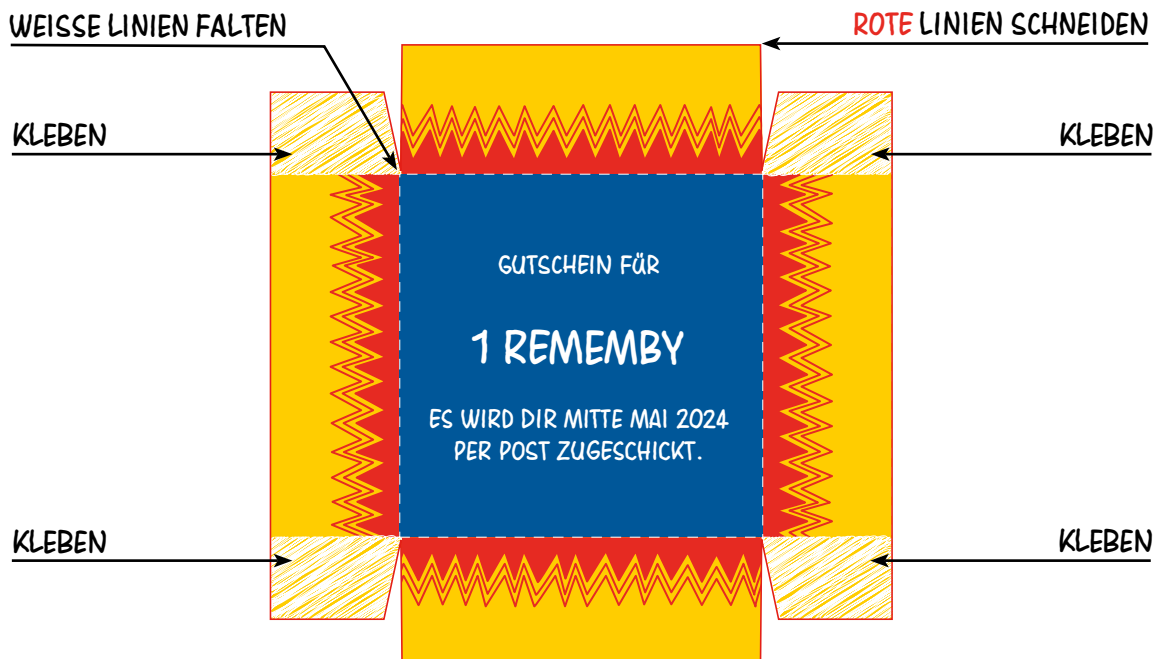 WEISSE LINIEN FALTEN
ROTE LINIEN SCHNEIDEN
KLEBEN
KLEBEN
GUTSCHEIN FÜR
1 REMEMBY
ES WIRD DIR MITTE MAI 2024
PER POST ZUGESCHICKT.
KLEBEN
KLEBEN